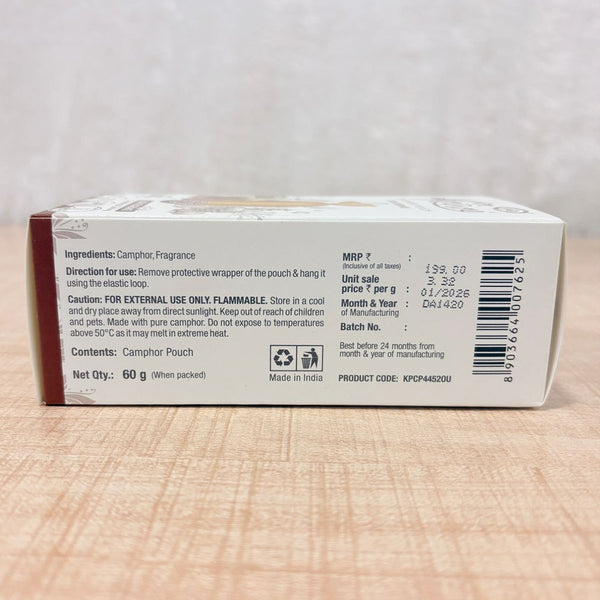 Ingredients: Camphor, Fragrance
Direction for use: Remove protective wrapper of the pouch & hang it
using the elastic loop.
Caution: FOR EXTERNAL USE ONLY. FLAMMABLE. Store in a cool
and dry place away from direct sunlight. Keep out of reach of children
and pets. Made with pure camphor. Do not expose to temperatures
above 50°C as it may melt in extreme heat.
Contents: Camphor Pouch
Net Qty.: 60 g (When packed)
Made in India
MRP ₹ :
(Inclusive of all taxes)
199.00
Unit sale
price ₹ per g :
3.32
Month & Year :
of Manufacturing
01/2026
Batch No. :
DA1420
Best before 24 months from
month & year of manufacturing
PRODUCT CODE: KPCP44520U
8903664007625